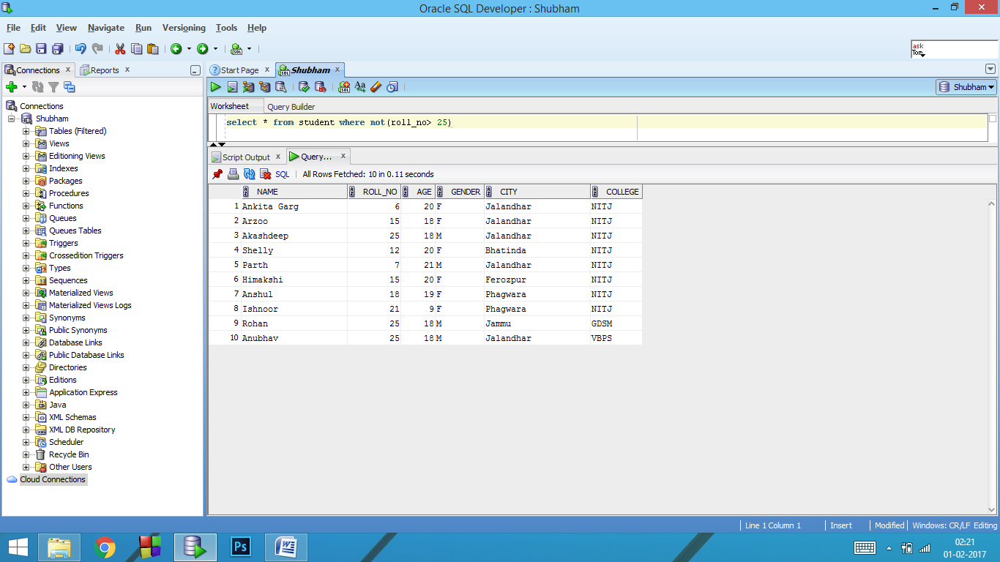 Oracle SQL Developer : Shubham
File Edit View Navigate Run Versioning Tools Help
ask
Tom
Connections x Reports x
Start Page x Shubham x
Shubham
Connections
Shubham
Tables (Filtered)
Views
Editioning Views
Indexes
Packages
Procedures
Functions
Queues
Queues Tables
Triggers
Crossedition Triggers
Types
Sequences
Materialized Views
Materialized Views Logs
Synonyms
Public Synonyms
Database Links
Public Database Links
Directories
Editions
Application Express
Java
XML Schemas
XML DB Repository
Scheduler
Recycle Bin
Other Users
Cloud Connections
Worksheet Query Builder
select * from student where not(roll_no> 25)
Script Output x Query... x
SQL | All Rows Fetched: 10 in 0.11 seconds
NAME ROLL_NO AGE GENDER CITY COLLEGE
1 Ankita Garg 6 20 F Jalandhar NITJ
2 Arzoo 15 18 F Jalandhar NITJ
3 Akashdeep 25 18 M Jalandhar NITJ
4 Shelly 12 20 F Bhatinda NITJ
5 Parth 7 21 M Jalandhar NITJ
6 Himakshi 15 20 F Ferozpur NITJ
7 Anshul 18 19 F Phagwara NITJ
8 Ishnoor 21 9 F Phagwara NITJ
9 Rohan 25 18 M Jammu GDSM
10 Anubhav 25 18 M Jalandhar VBPS
Line 1 Column 1 | Insert | Modified | Windows: CR/LF Editing
Ps
W
02:21
01-02-2017